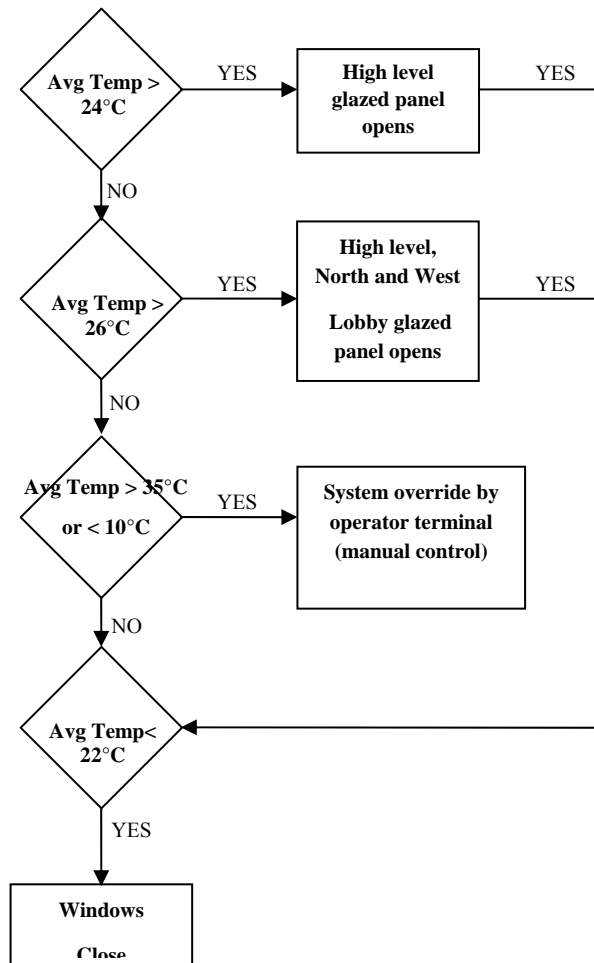 Avg Temp >
24°C
YES
High level
glazed panel
opens
YES
NO
Avg Temp >
26°C
YES
High level,
North and West
Lobby glazed
panel opens
YES
NO
Avg Temp > 35°C
or < 10°C
YES
System override by
operator terminal
(manual control)
NO
Avg Temp<
22°C
YES
Windows
Close